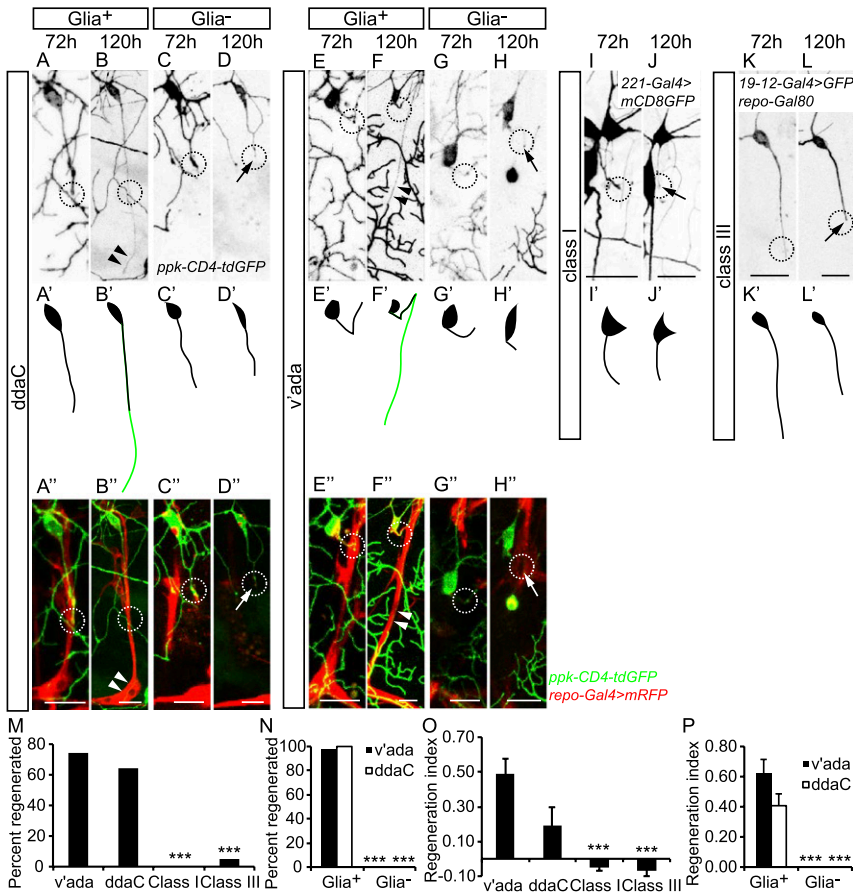 Glia+ Glia- Glia+ Glia-
72h 120h 72h 120h 72h 120h 72h 120h 72h 120h 72h 120h
A B C D E F G H I J K L
221-Gal4>
mCD8GFP
19-12-Gal4>GFP
repo-Gal80
ppk-CD4-tdGFP
ddaC
v'ada
class I
class III
A' B' C' D' E' F' G' H' I' J' K' L'
A'' B'' C'' D'' E'' F'' G'' H''
ppk-CD4-tdGFP
repo-Gal4>mRFP
M
Percent regenerated
80
60
40
20
0
***
***
v'ada ddaC Class I Class III
N
Percent regenerated
100
80
60
40
20
0
v'ada
ddaC
*** ***
Glia+ Glia-
O
Regeneration index
0.70
0.50
0.30
0.10
-0.10
***
***
v'ada ddaC Class I Class III
P
Regeneration index
0.80
0.60
0.40
0.20
0.00
v'ada
ddaC
*** ***
Glia+ Glia-